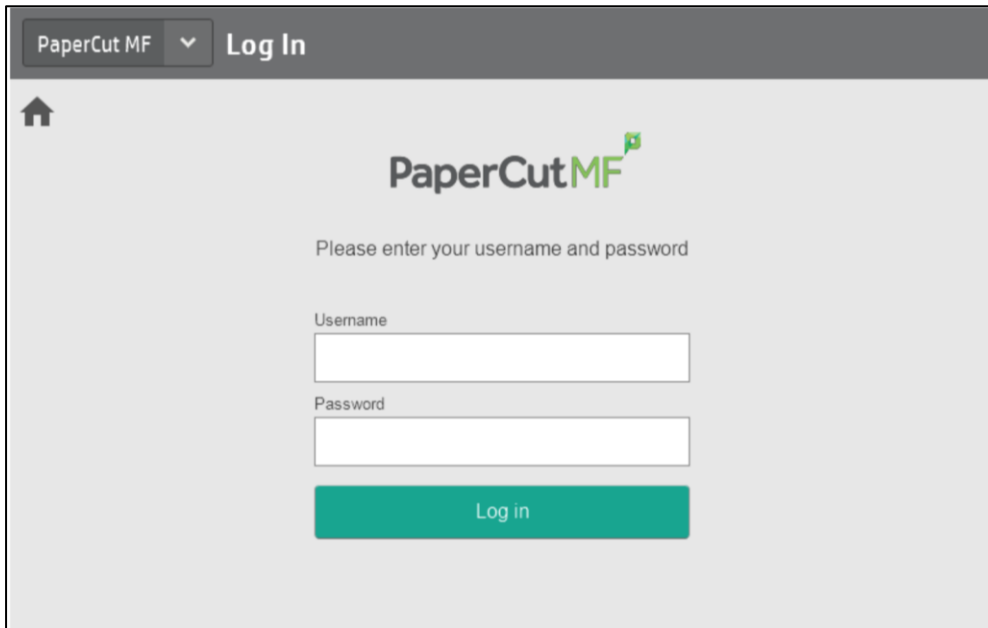 PaperCut MF Log In
PaperCutMF
Please enter your username and password
Username
Password
Log in